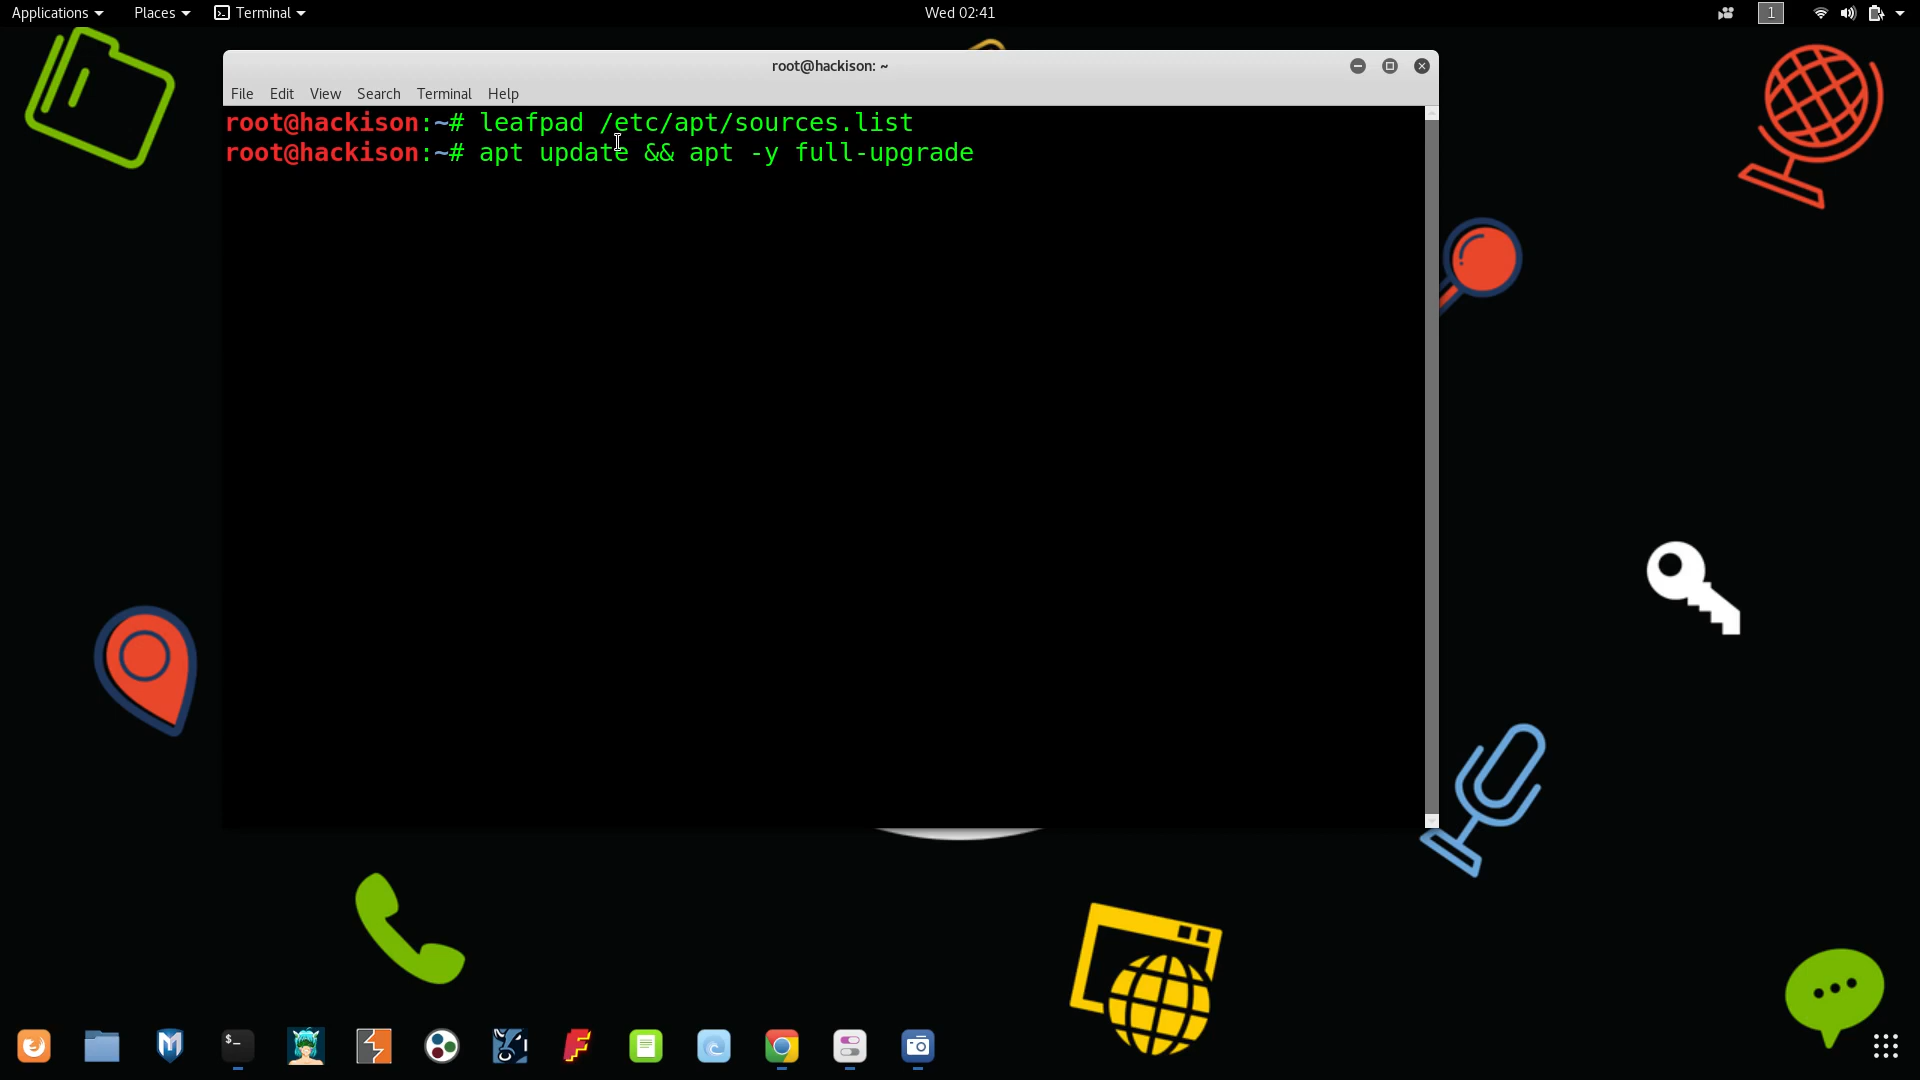 Applications Places Terminal Wed 02:41 1
root@hackison: ~
File Edit View Search Terminal Help
root@hackison:~# leafpad /etc/apt/sources.list
root@hackison:~# apt update && apt -y full-upgrade
$_